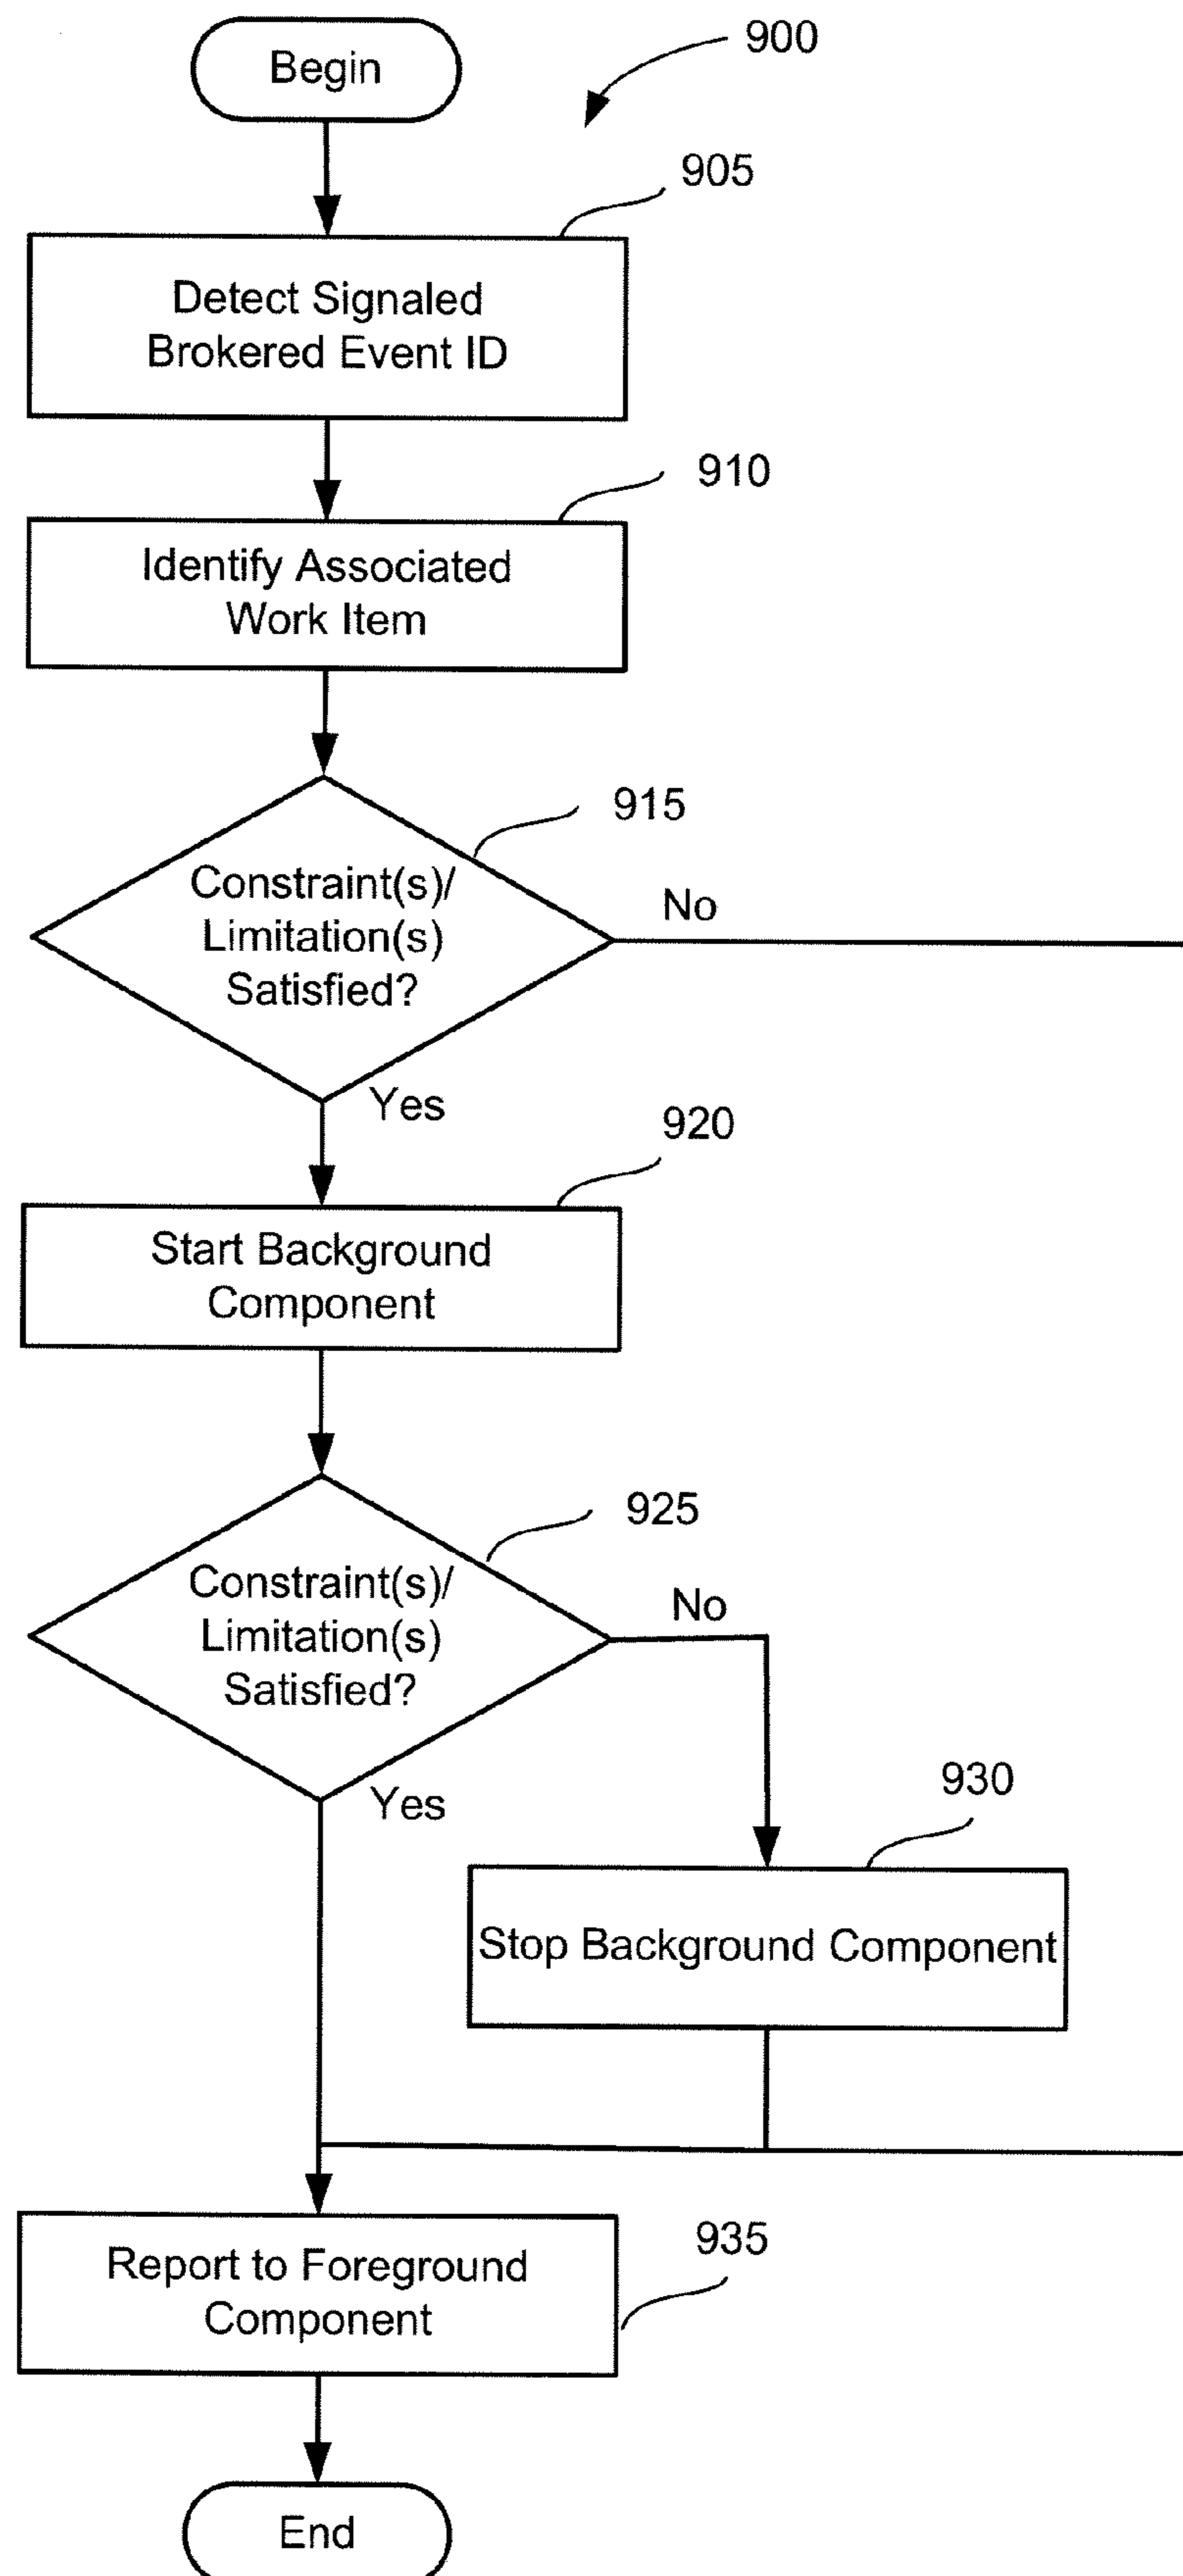 Begin
900
905
Detect Signaled
Brokered Event ID
910
Identify Associated
Work Item
915
Constraint(s)/
Limitation(s)
Satisfied?
No
Yes
920
Start Background
Component
925
Constraint(s)/
Limitation(s)
Satisfied?
No
Yes
930
Stop Background Component
935
Report to Foreground
Component
End